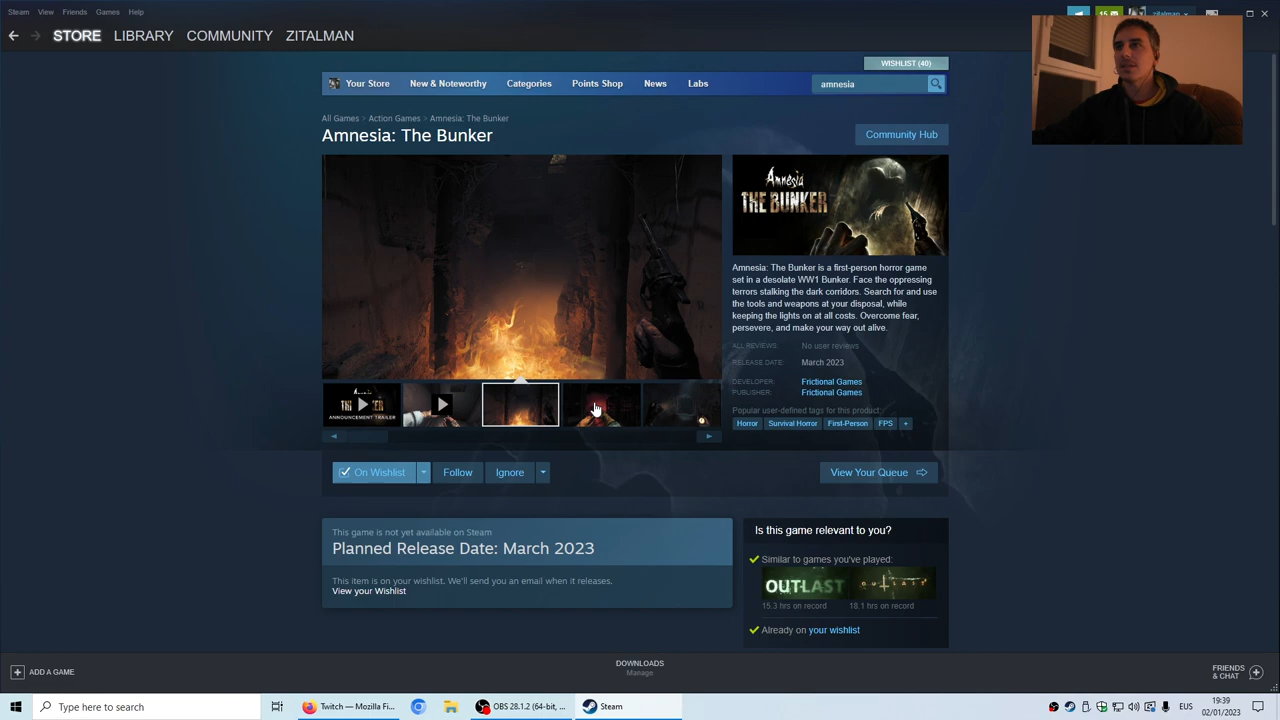 Steam View Friends Games Help
15
zitalman
STORE LIBRARY COMMUNITY ZITALMAN
WISHLIST (40)
Your Store New & Noteworthy Categories Points Shop News Labs
amnesia
All Games > Action Games > Amnesia: The Bunker
Amnesia: The Bunker
Community Hub
Amnesia
THE BUNKER
Amnesia: The Bunker is a first-person horror game
set in a desolate WW1 Bunker. Face the oppressing
terrors stalking the dark corridors. Search for and use
the tools and weapons at your disposal, while
keeping the lights on at all costs. Overcome fear,
persevere, and make your way out alive.
ALL REVIEWS: No user reviews
RELEASE DATE: March 2023
DEVELOPER: Frictional Games
PUBLISHER: Frictional Games
Popular user-defined tags for this product:
Horror Survival Horror First-Person FPS +
ANNOUNCEMENT TRAILER
On Wishlist Follow Ignore
View Your Queue
This game is not yet available on Steam
Planned Release Date: March 2023
This item is on your wishlist. We'll send you an email when it releases.
View your Wishlist
Is this game relevant to you?
Similar to games you've played:
OUTLAST
15.3 hrs on record 18.1 hrs on record
Already on your wishlist
ADD A GAME
DOWNLOADS
Manage
FRIENDS
& CHAT
Type here to search
Twitch — Mozilla Fi...
OBS 28.1.2 (64-bit, ...
Steam
EUS
19:39
02/01/2023